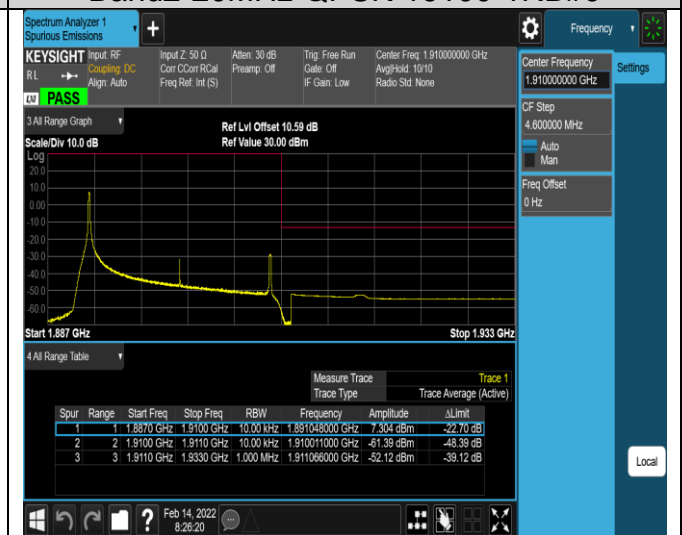 Band2 20MHz QPSK 19100 1RB#0
Spectrum Analyzer 1
Spurious Emissions
Frequency
KEYSIGHT
R L
LXI PASS
Input: RF
Coupling: DC
Align: Auto
Input Z: 50 Ω
Corr CCorr RCal
Freq Ref: Int (S)
Atten: 30 dB
Preamp: Off
Trig: Free Run
Gate: Off
IF Gain: Low
Center Freq: 1.910000000 GHz
Avg|Hold: 10/10
Radio Std: None
Center Frequency
1.910000000 GHz
Settings
CF Step
4.600000 MHz
Auto
Man
Freq Offset
0 Hz
3 All Range Graph
Ref Lvl Offset 10.59 dB
Scale/Div 10.0 dB
Ref Value 30.00 dBm
Log
20.0
10.0
0.00
-10.0
-20.0
-30.0
-40.0
-50.0
-60.0
Start 1.887 GHz
Stop 1.933 GHz
4 All Range Table
Measure Trace Trace 1
Trace Type Trace Average (Active)
Spur Range Start Freq Stop Freq RBW Frequency Amplitude ΔLimit
1 1 1.8870 GHz 1.9100 GHz 10.00 kHz 1.891048000 GHz 7.304 dBm -22.70 dB
2 2 1.9100 GHz 1.9110 GHz 10.00 kHz 1.910011000 GHz -61.39 dBm -48.39 dB
3 3 1.9110 GHz 1.9330 GHz 1.000 MHz 1.911066000 GHz -52.12 dBm -39.12 dB
Local
Feb 14, 2022
8:26:20